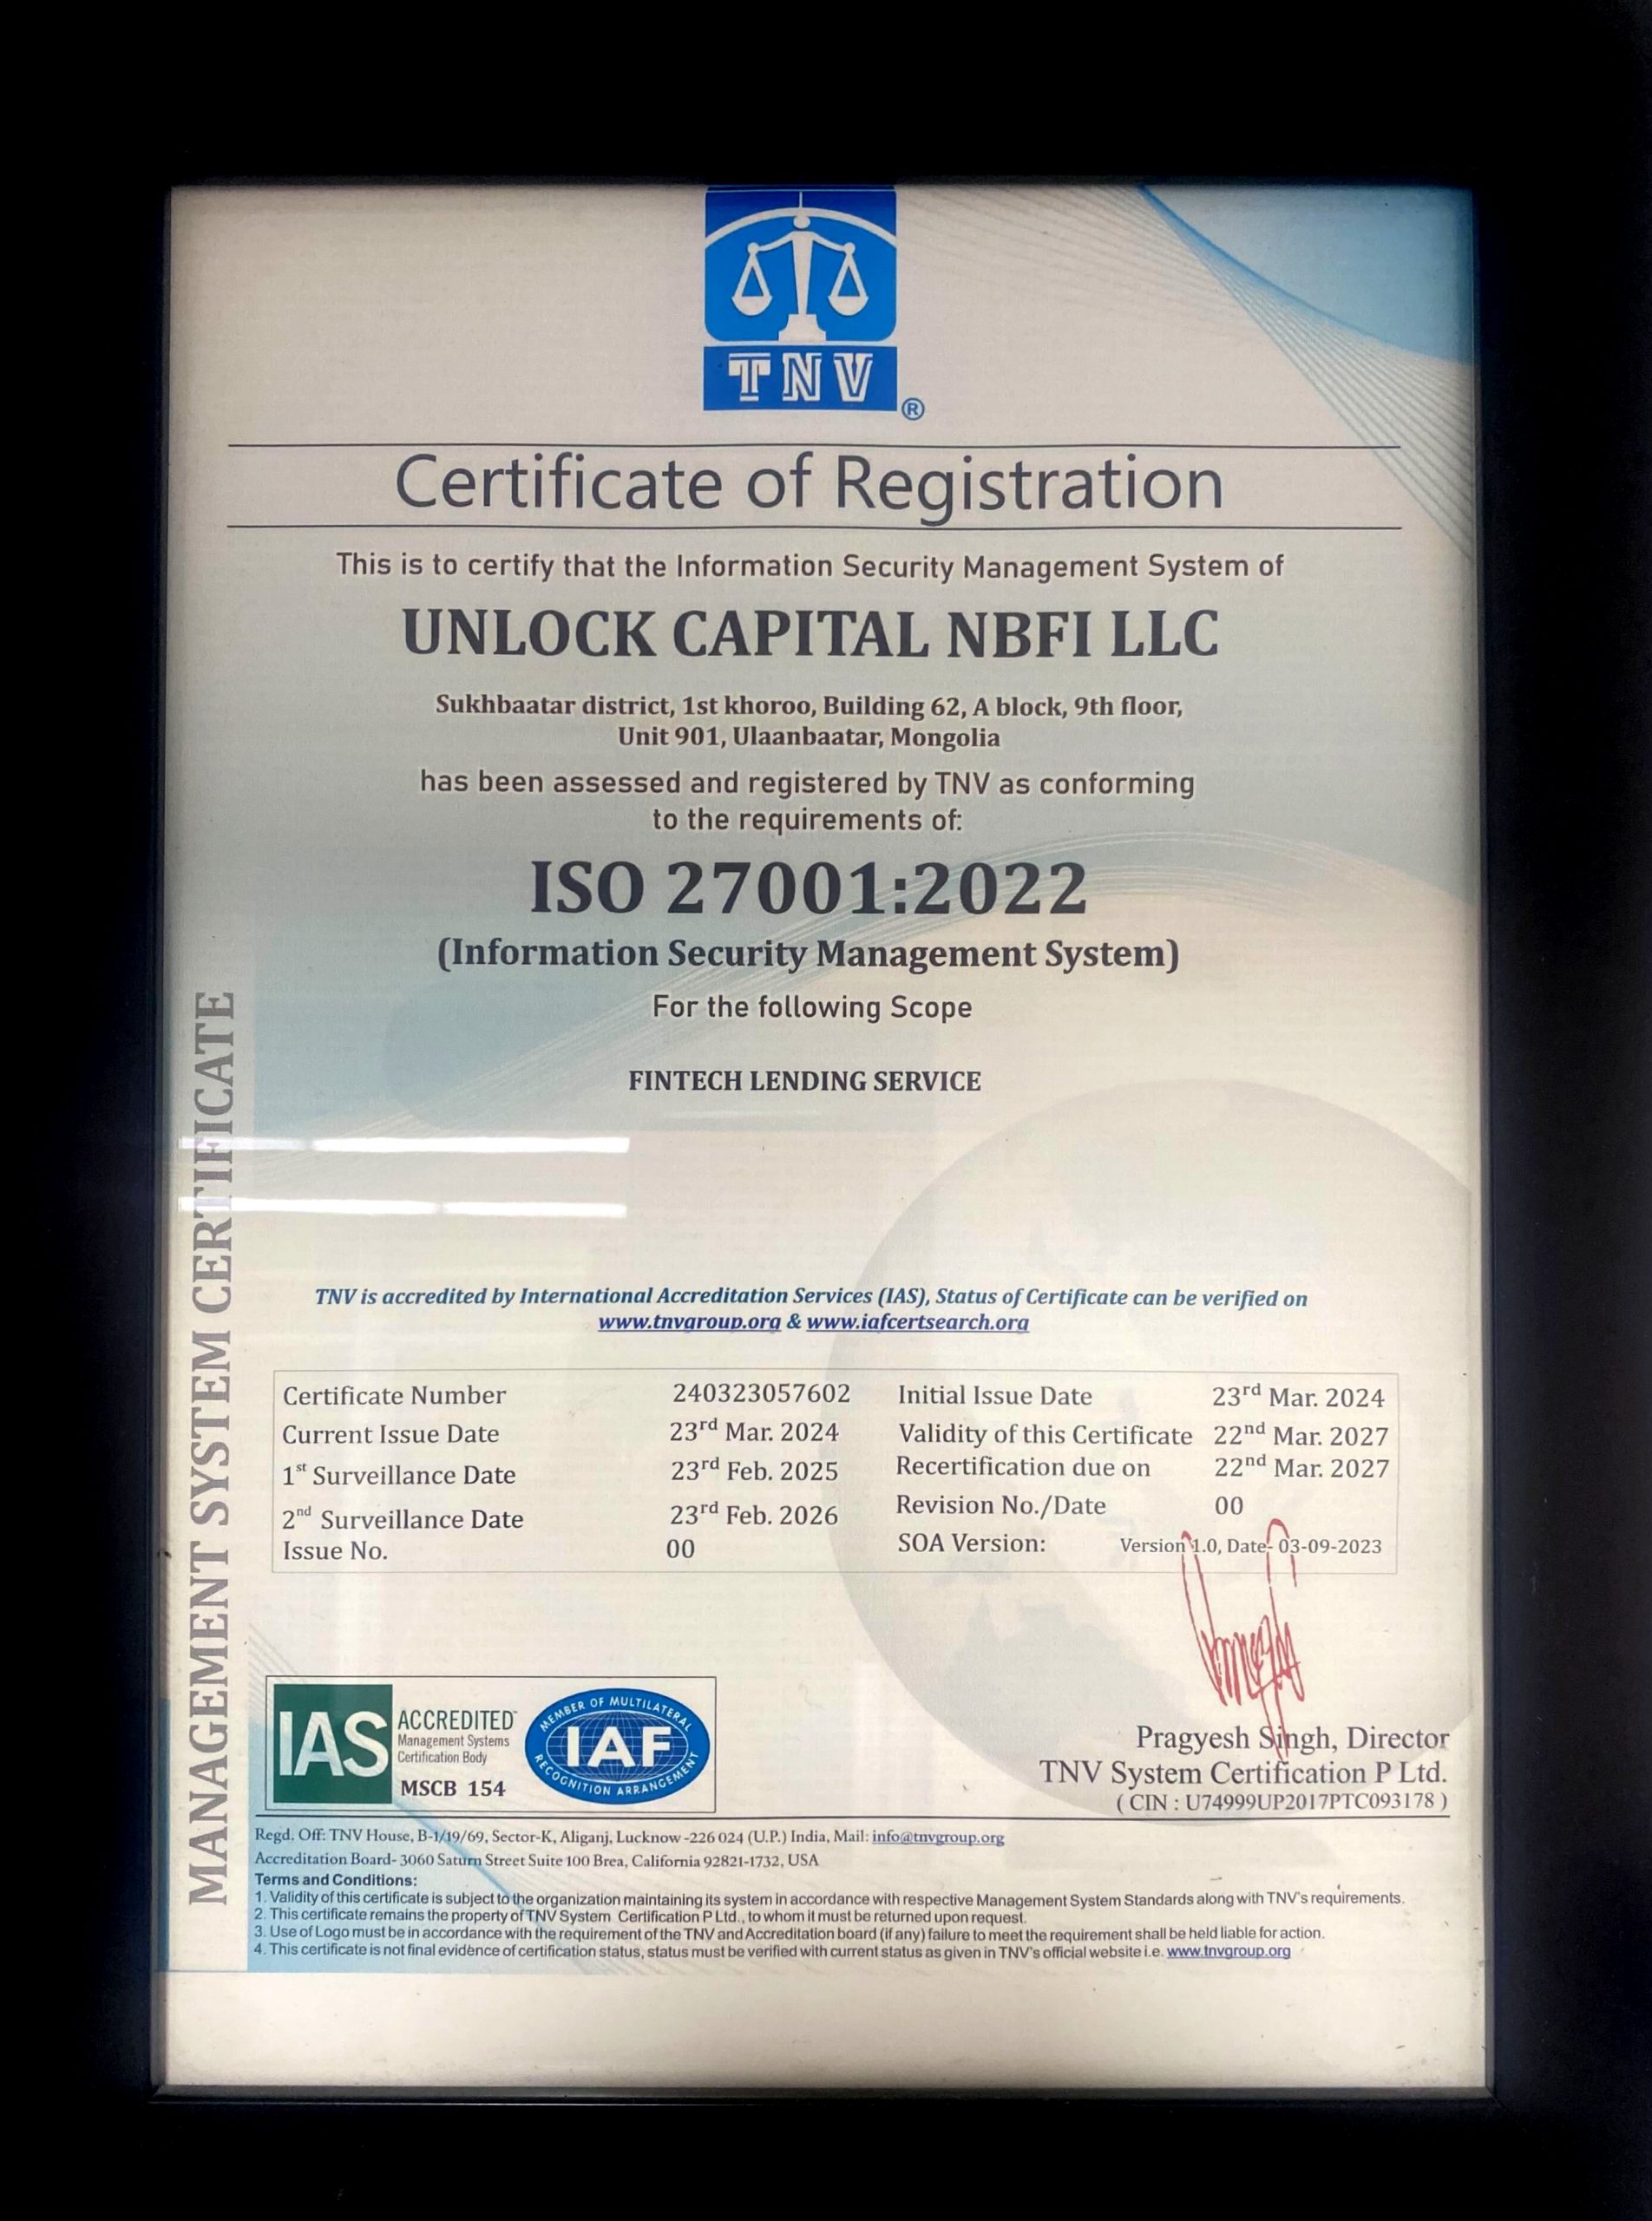 TNV
®
Certificate of Registration
This is to certify that the Information Security Management System of
UNLOCK CAPITAL NBFI LLC
Sukhbaatar district, 1st khoroo, Building 62, A block, 9th floor,
Unit 901, Ulaanbaatar, Mongolia
has been assessed and registered by TNV as conforming
to the requirements of:
ISO 27001:2022
(Information Security Management System)
For the following Scope
FINTECH LENDING SERVICE
MANAGEMENT SYSTEM CERTIFICATE
TNV is accredited by International Accreditation Services (IAS), Status of Certificate can be verified on
www.tnvgroup.org & www.iafcertsearch.org
Certificate Number 240323057602 Initial Issue Date 23rd Mar. 2024
Current Issue Date 23rd Mar. 2024 Validity of this Certificate 22nd Mar. 2027
1st Surveillance Date 23rd Feb. 2025 Recertification due on 22nd Mar. 2027
2nd Surveillance Date 23rd Feb. 2026 Revision No./Date 00
Issue No. 00 SOA Version: Version 1.0, Date- 03-09-2023
IAS ACCREDITED™
Management Systems
Certification Body
MSCB 154
MEMBER OF MULTILATERAL
IAF
RECOGNITION ARRANGEMENT
Pragyesh Singh, Director
TNV System Certification P Ltd.
( CIN : U74999UP2017PTC093178 )
Regd. Off: TNV House, B-1/19/69, Sector-K, Aliganj, Lucknow -226 024 (U.P.) India, Mail: info@tnvgroup.org
Accreditation Board- 3060 Saturn Street Suite 100 Brea, California 92821-1732, USA
Terms and Conditions:
1. Validity of this certificate is subject to the organization maintaining its system in accordance with respective Management System Standards along with TNV's requirements.
2. This certificate remains the property of TNV System Certification P Ltd., to whom it must be returned upon request.
3. Use of Logo must be in accordance with the requirement of the TNV and Accreditation board (if any) failure to meet the requirement shall be held liable for action.
4. This certificate is not final evidence of certification status, status must be verified with current status as given in TNV's official website i.e. www.tnvgroup.org